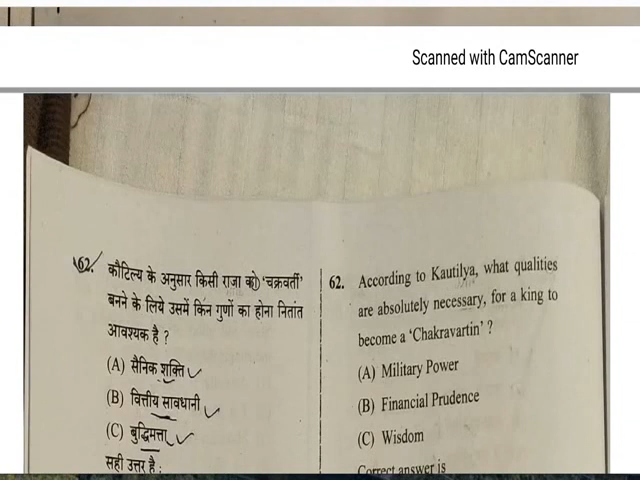 Scanned with CamScanner
62. कौटिल्य के अनुसार किसी राजा को 'चक्रवर्ती'
बनने के लिये उसमें किन गुणों का होना नितांत
आवश्यक है ?
(A) सैनिक शक्ति
(B) वित्तीय सावधानी
(C) बुद्धिमत्ता
सही उत्तर है :
62. According to Kautilya, what qualities
are absolutely necessary, for a king to
become a 'Chakravartin' ?
(A) Military Power
(B) Financial Prudence
(C) Wisdom
Correct answer is